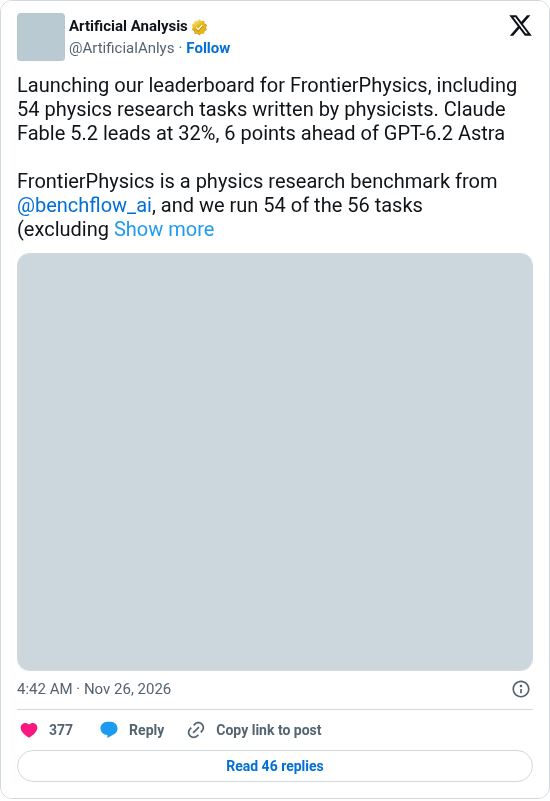 Artificial Analysis
@ArtificialAnlys · Follow
Launching our leaderboard for FrontierPhysics, including
54 physics research tasks written by physicists. Claude
Fable 5.2 leads at 32%, 6 points ahead of GPT-6.2 Astra
FrontierPhysics is a physics research benchmark from
@benchflow_ai, and we run 54 of the 56 tasks
(excluding Show more
4:42 AM · Nov 26, 2026
377 Reply Copy link to post
Read 46 replies